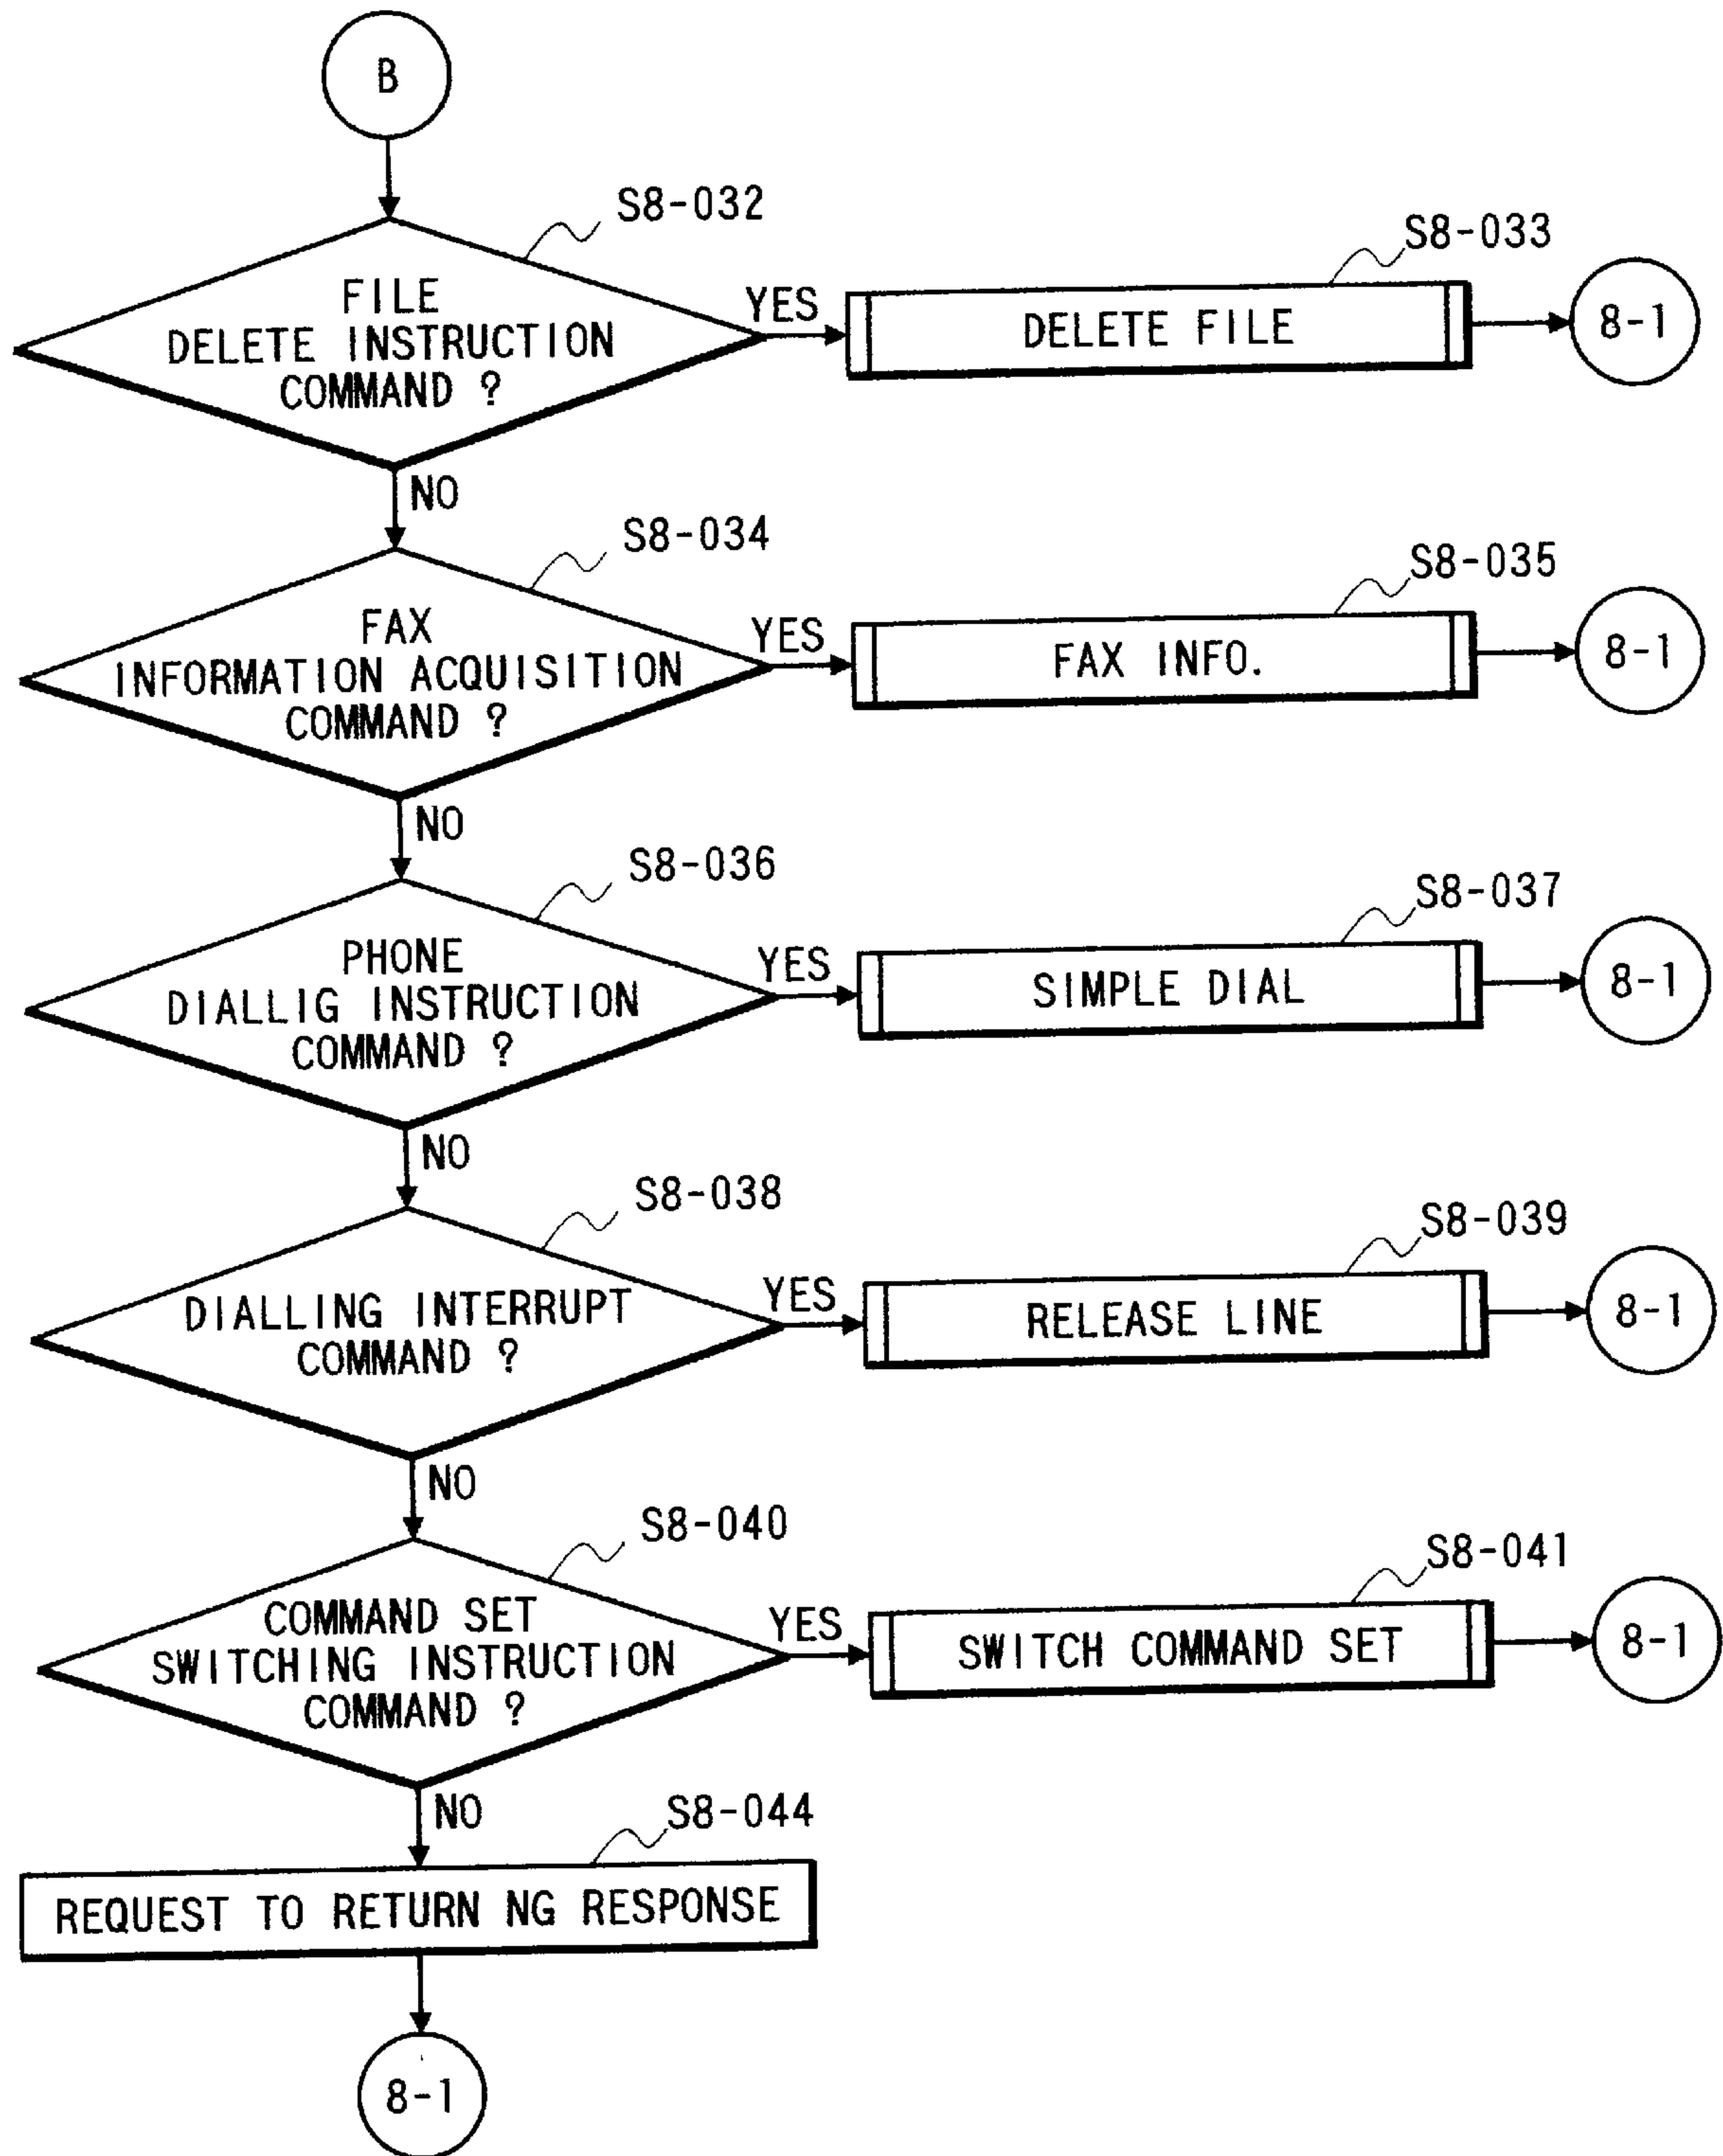 B
S8-032
FILE
DELETE INSTRUCTION
COMMAND ?
YES
S8-033
DELETE FILE
8-1
NO
S8-034
FAX
INFORMATION ACQUISITION
COMMAND ?
YES
S8-035
FAX INFO.
8-1
NO
S8-036
PHONE
DIALLIG INSTRUCTION
COMMAND ?
YES
S8-037
SIMPLE DIAL
8-1
NO
S8-038
DIALLING INTERRUPT
COMMAND ?
YES
S8-039
RELEASE LINE
8-1
NO
S8-040
COMMAND SET
SWITCHING INSTRUCTION
COMMAND ?
YES
S8-041
SWITCH COMMAND SET
8-1
NO
S8-044
REQUEST TO RETURN NG RESPONSE
8-1